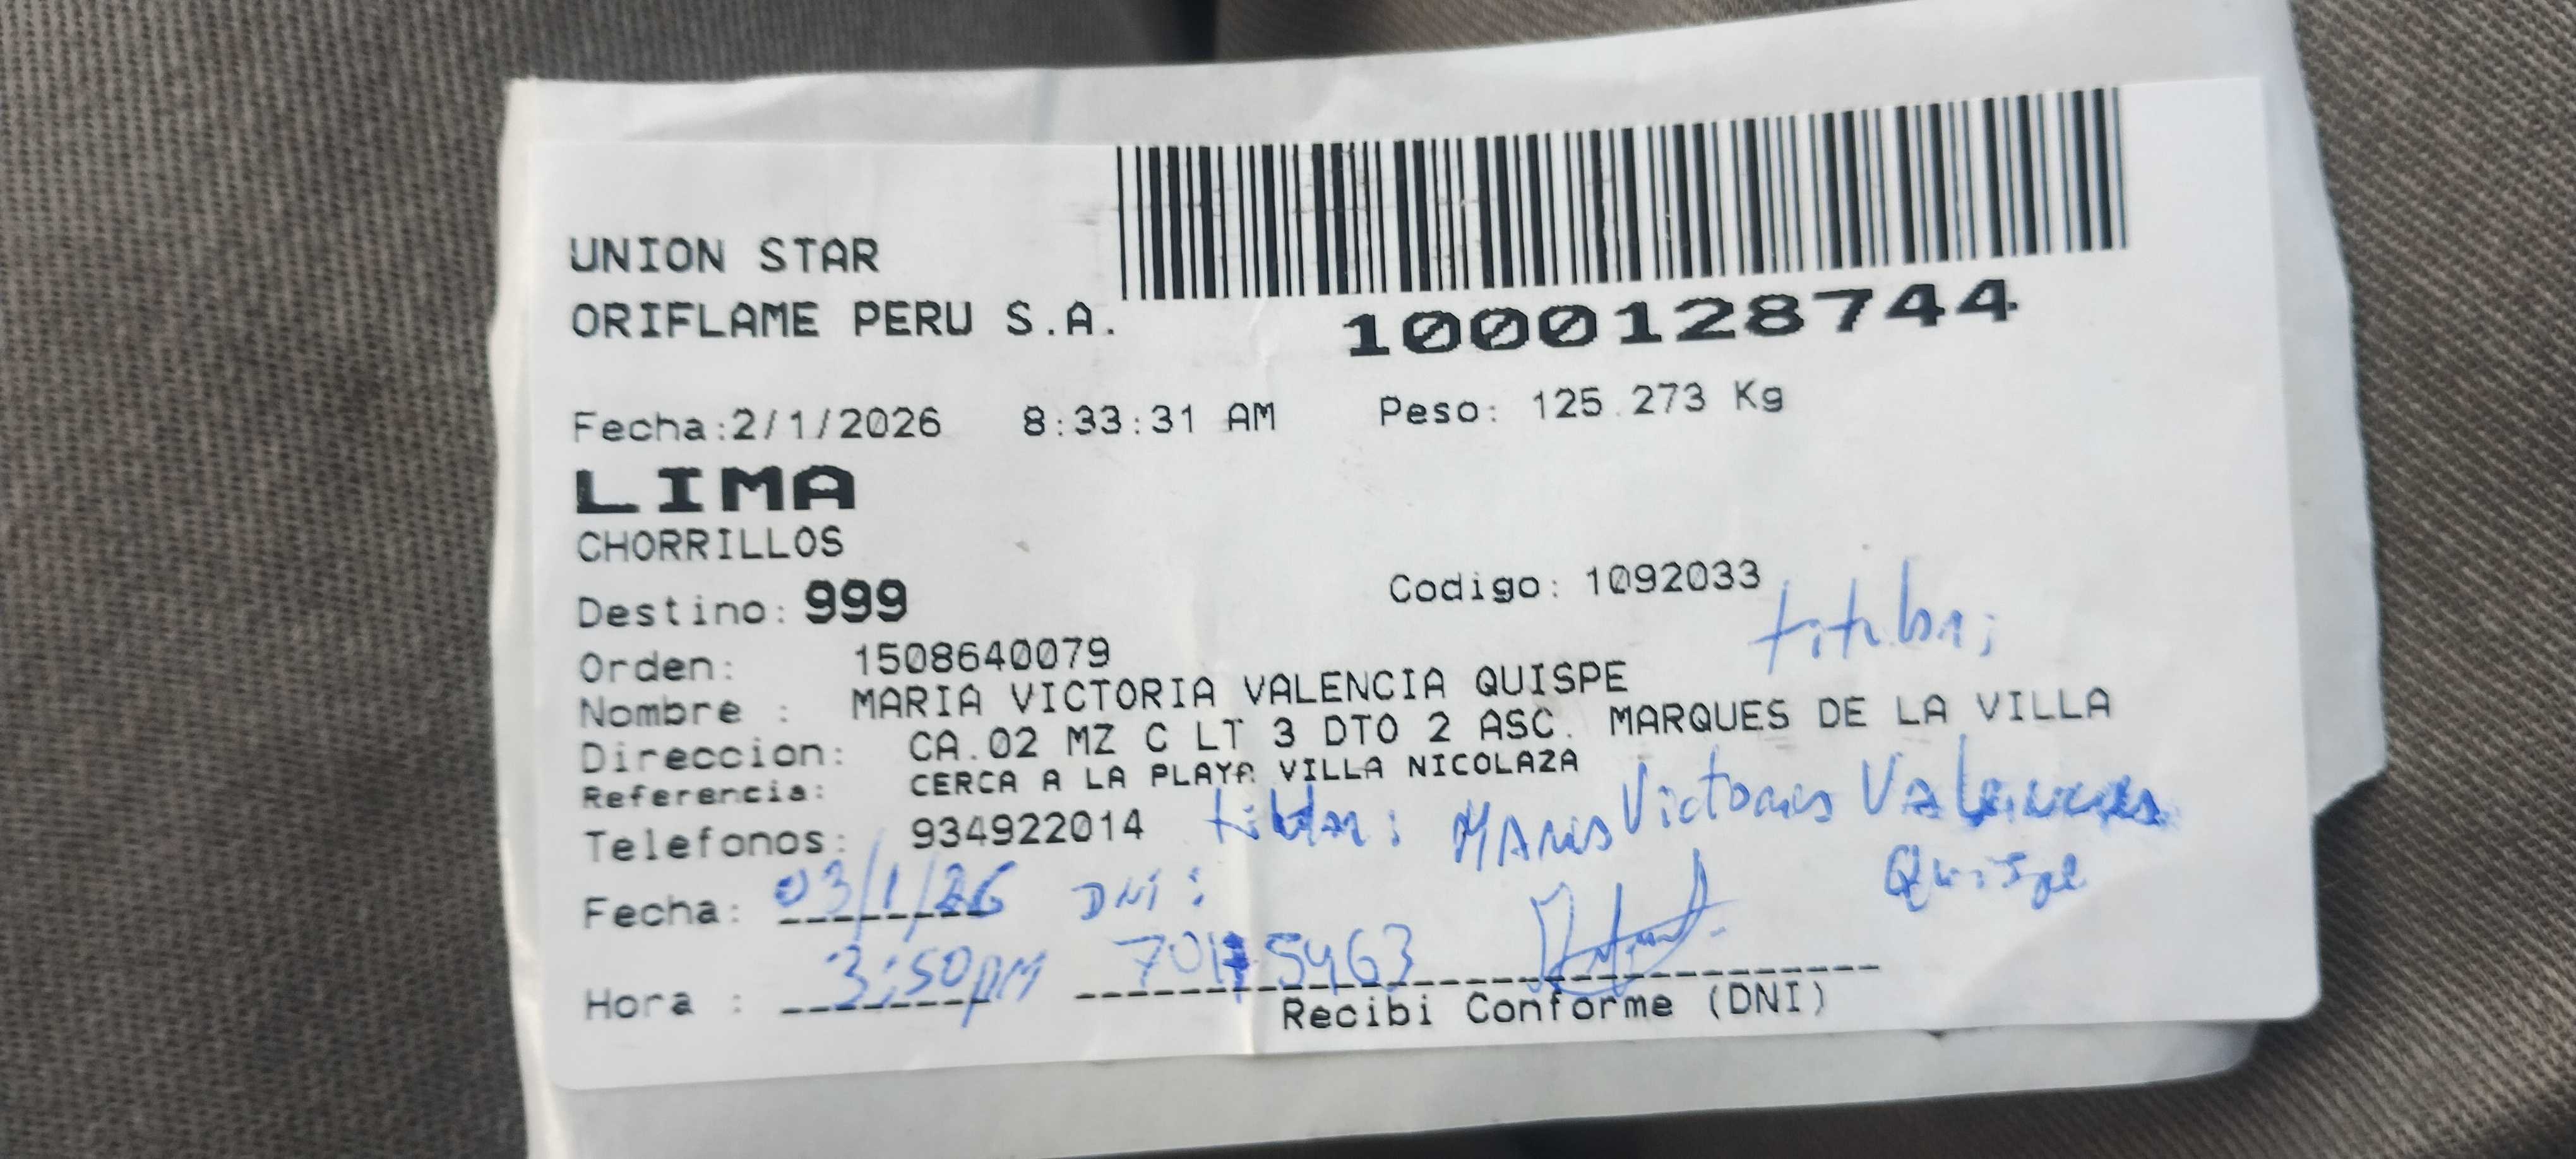 UNION STAR
ORIFLAME PERU S.A.
1000128744
Fecha:2/1/2026 8:33:31 AM Peso: 125.273 Kg
LIMA
CHORRILLOS
Destino: 999 Codigo: 1092033
Orden: 1508640079
Nombre : MARIA VICTORIA VALENCIA QUISPE
Direccion: CA.02 MZ C LT 3 DTO 2 ASC. MARQUES DE LA VILLA
Referencia: CERCA A LA PLAYA VILLA NICOLAZA
Telefonos: 934922014
Victoria Valencia
Quispe
Fecha: 03/1/26 DNI:
Hora : 3:50pm
Recibi Conforme (DNI)